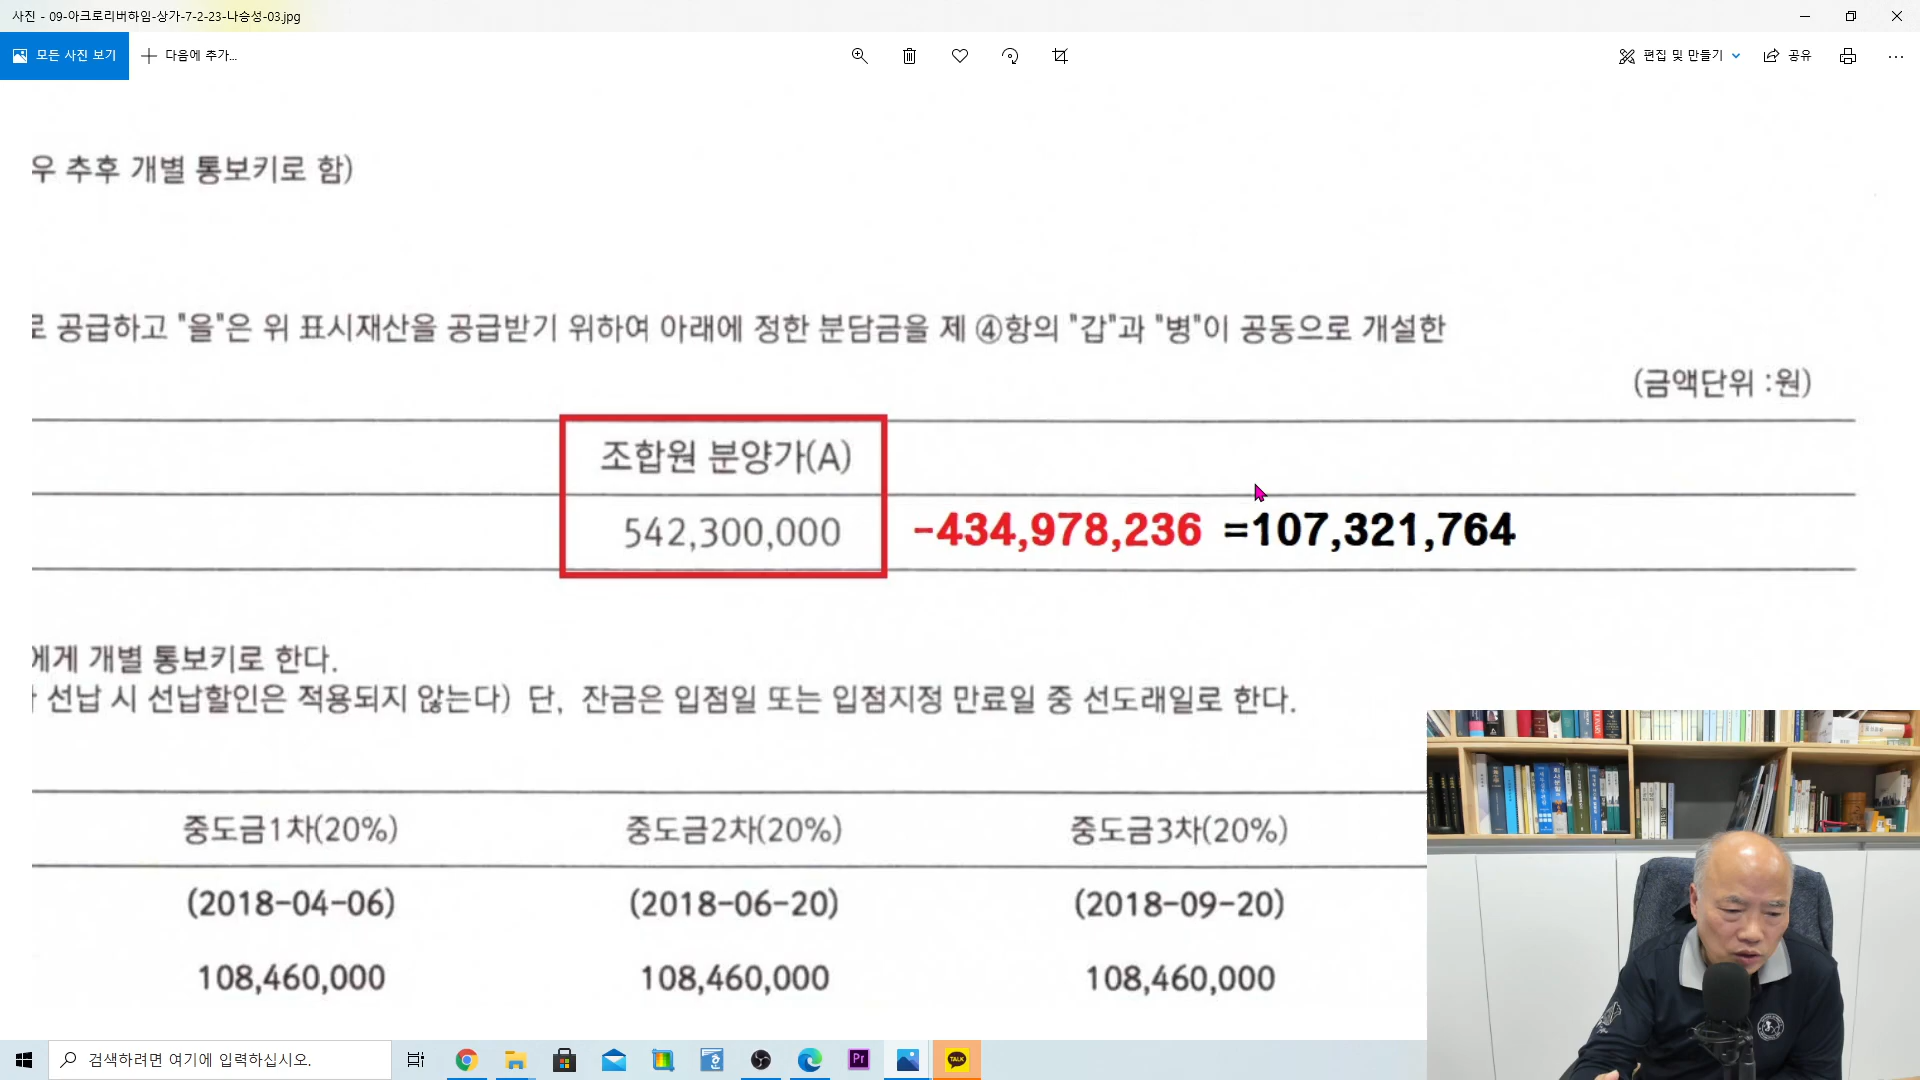 사진 - 09-아크로리버하임-상가-7-2-23-나승성-03.jpg
모든 사진 보기 다음에 추가... 편집 및 만들기 공유
우 추후 개별 통보키로 함)
로 공급하고 "을"은 위 표시재산을 공급받기 위하여 아래에 정한 분담금을 제 ④항의 "갑"과 "병"이 공동으로 개설한
(금액단위 :원)
조합원 분양가(A)
542,300,000 -434,978,236 =107,321,764
에게 개별 통보키로 한다.
선납 시 선납할인은 적용되지 않는다) 단, 잔금은 입점일 또는 입점지정 만료일 중 선도래일로 한다.
중도금1차(20%) 중도금2차(20%) 중도금3차(20%)
(2018-04-06) (2018-06-20) (2018-09-20)
108,460,000 108,460,000 108,460,000
검색하려면 여기에 입력하십시오.
Pr
TALK